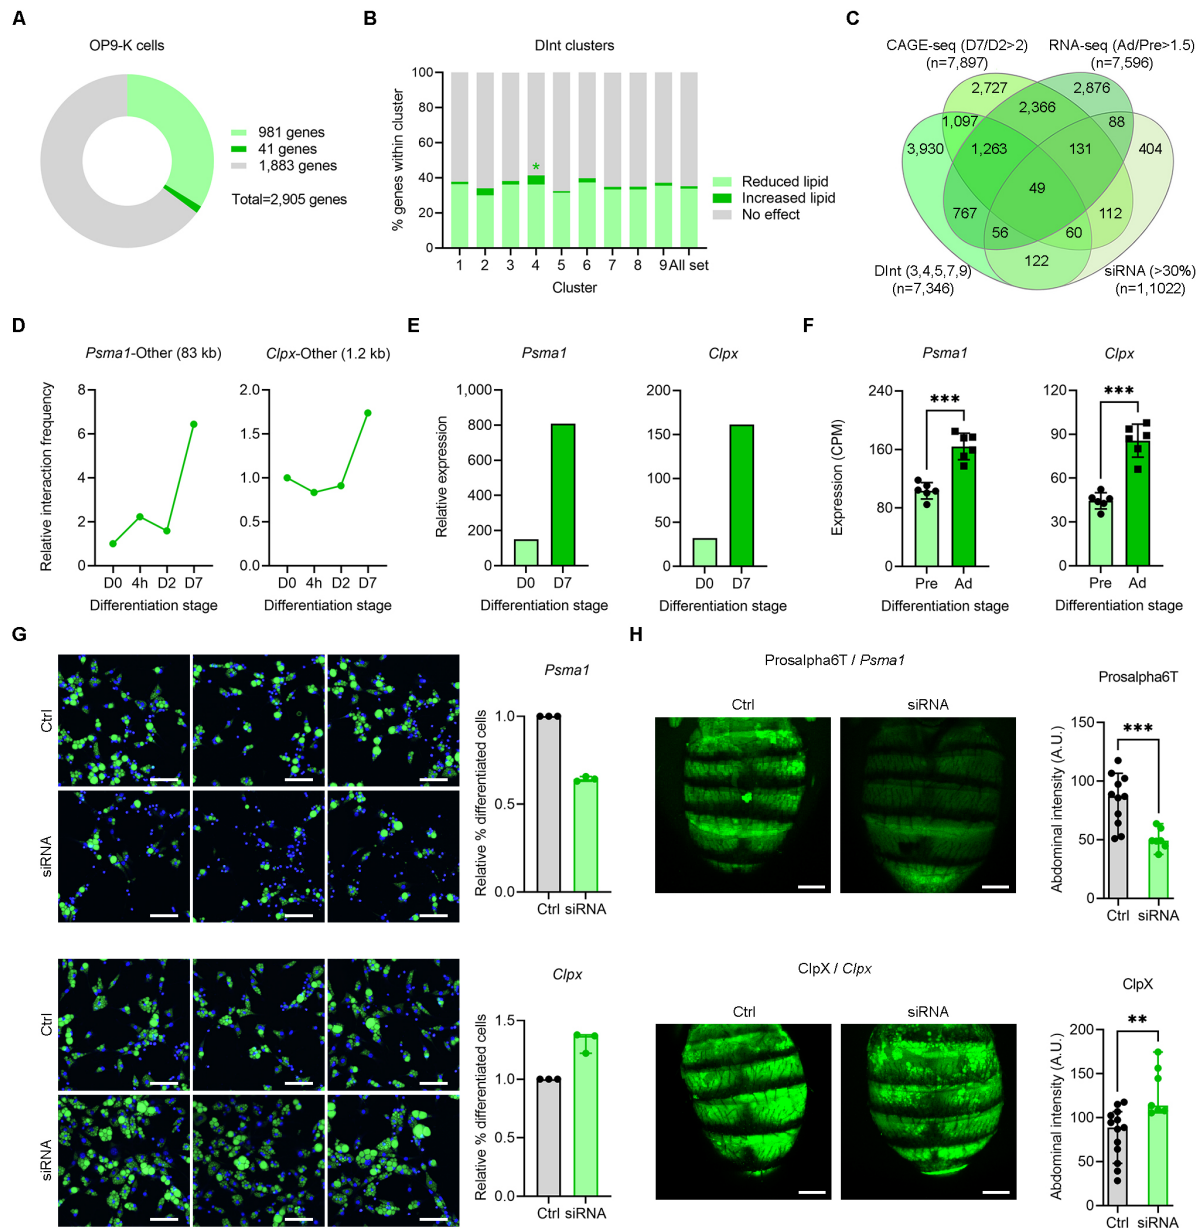 A
OP9-K cells
981 genes
41 genes
1,883 genes
Total=2,905 genes
B
DInt clusters
% genes within cluster
100
80
60
40
20
0
*
1 2 3 4 5 6 7 8 9 All set
Cluster
Reduced lipid
Increased lipid
No effect
C
CAGE-seq (D7/D2>2)
(n=7,897)
RNA-seq (Ad/Pre>1.5)
(n=7,596)
2,727
2,876
2,366
1,097
88
3,930
1,263
131
404
49
767
112
56
60
122
DInt (3,4,5,7,9)
(n=7,346)
siRNA (>30%)
(n=1,1022)
D
Psma1-Other (83 kb)
Relative interaction frequency
8
6
4
2
0
D0 4h D2 D7
Differentiation stage
Clpx-Other (1.2 kb)
2.0
1.5
1.0
0.5
0.0
D0 4h D2 D7
Differentiation stage
E
Psma1
Relative expression
1,000
800
600
400
200
0
D0 D7
Differentiation stage
Clpx
200
150
100
50
0
D0 D7
Differentiation stage
F
Psma1
Expression (CPM)
240
160
80
0
***
Pre Ad
Differentiation stage
Clpx
120
90
60
30
0
***
Pre Ad
Differentiation stage
G
Ctrl
siRNA
Psma1
Relative % differentiated cells
1.0
0.5
0.0
Ctrl siRNA
Ctrl
siRNA
Clpx
Relative % differentiated cells
1.5
1.0
0.5
0.0
Ctrl siRNA
H
Prosalpha6T / Psma1
Ctrl
siRNA
Prosalpha6T
Abdominal intensity (A.U.)
150
100
50
0
***
Ctrl siRNA
ClpX / Clpx
Ctrl
siRNA
ClpX
Abdominal intensity (A.U.)
200
150
100
50
0
**
Ctrl siRNA